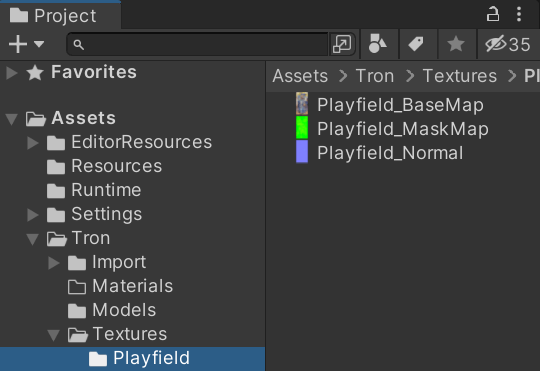 Project
35
Favorites
Assets
EditorResources
Resources
Runtime
Settings
Tron
Import
Materials
Models
Textures
Playfield
Assets > Tron > Textures >
Playfield_BaseMap
Playfield_MaskMap
Playfield_Normal